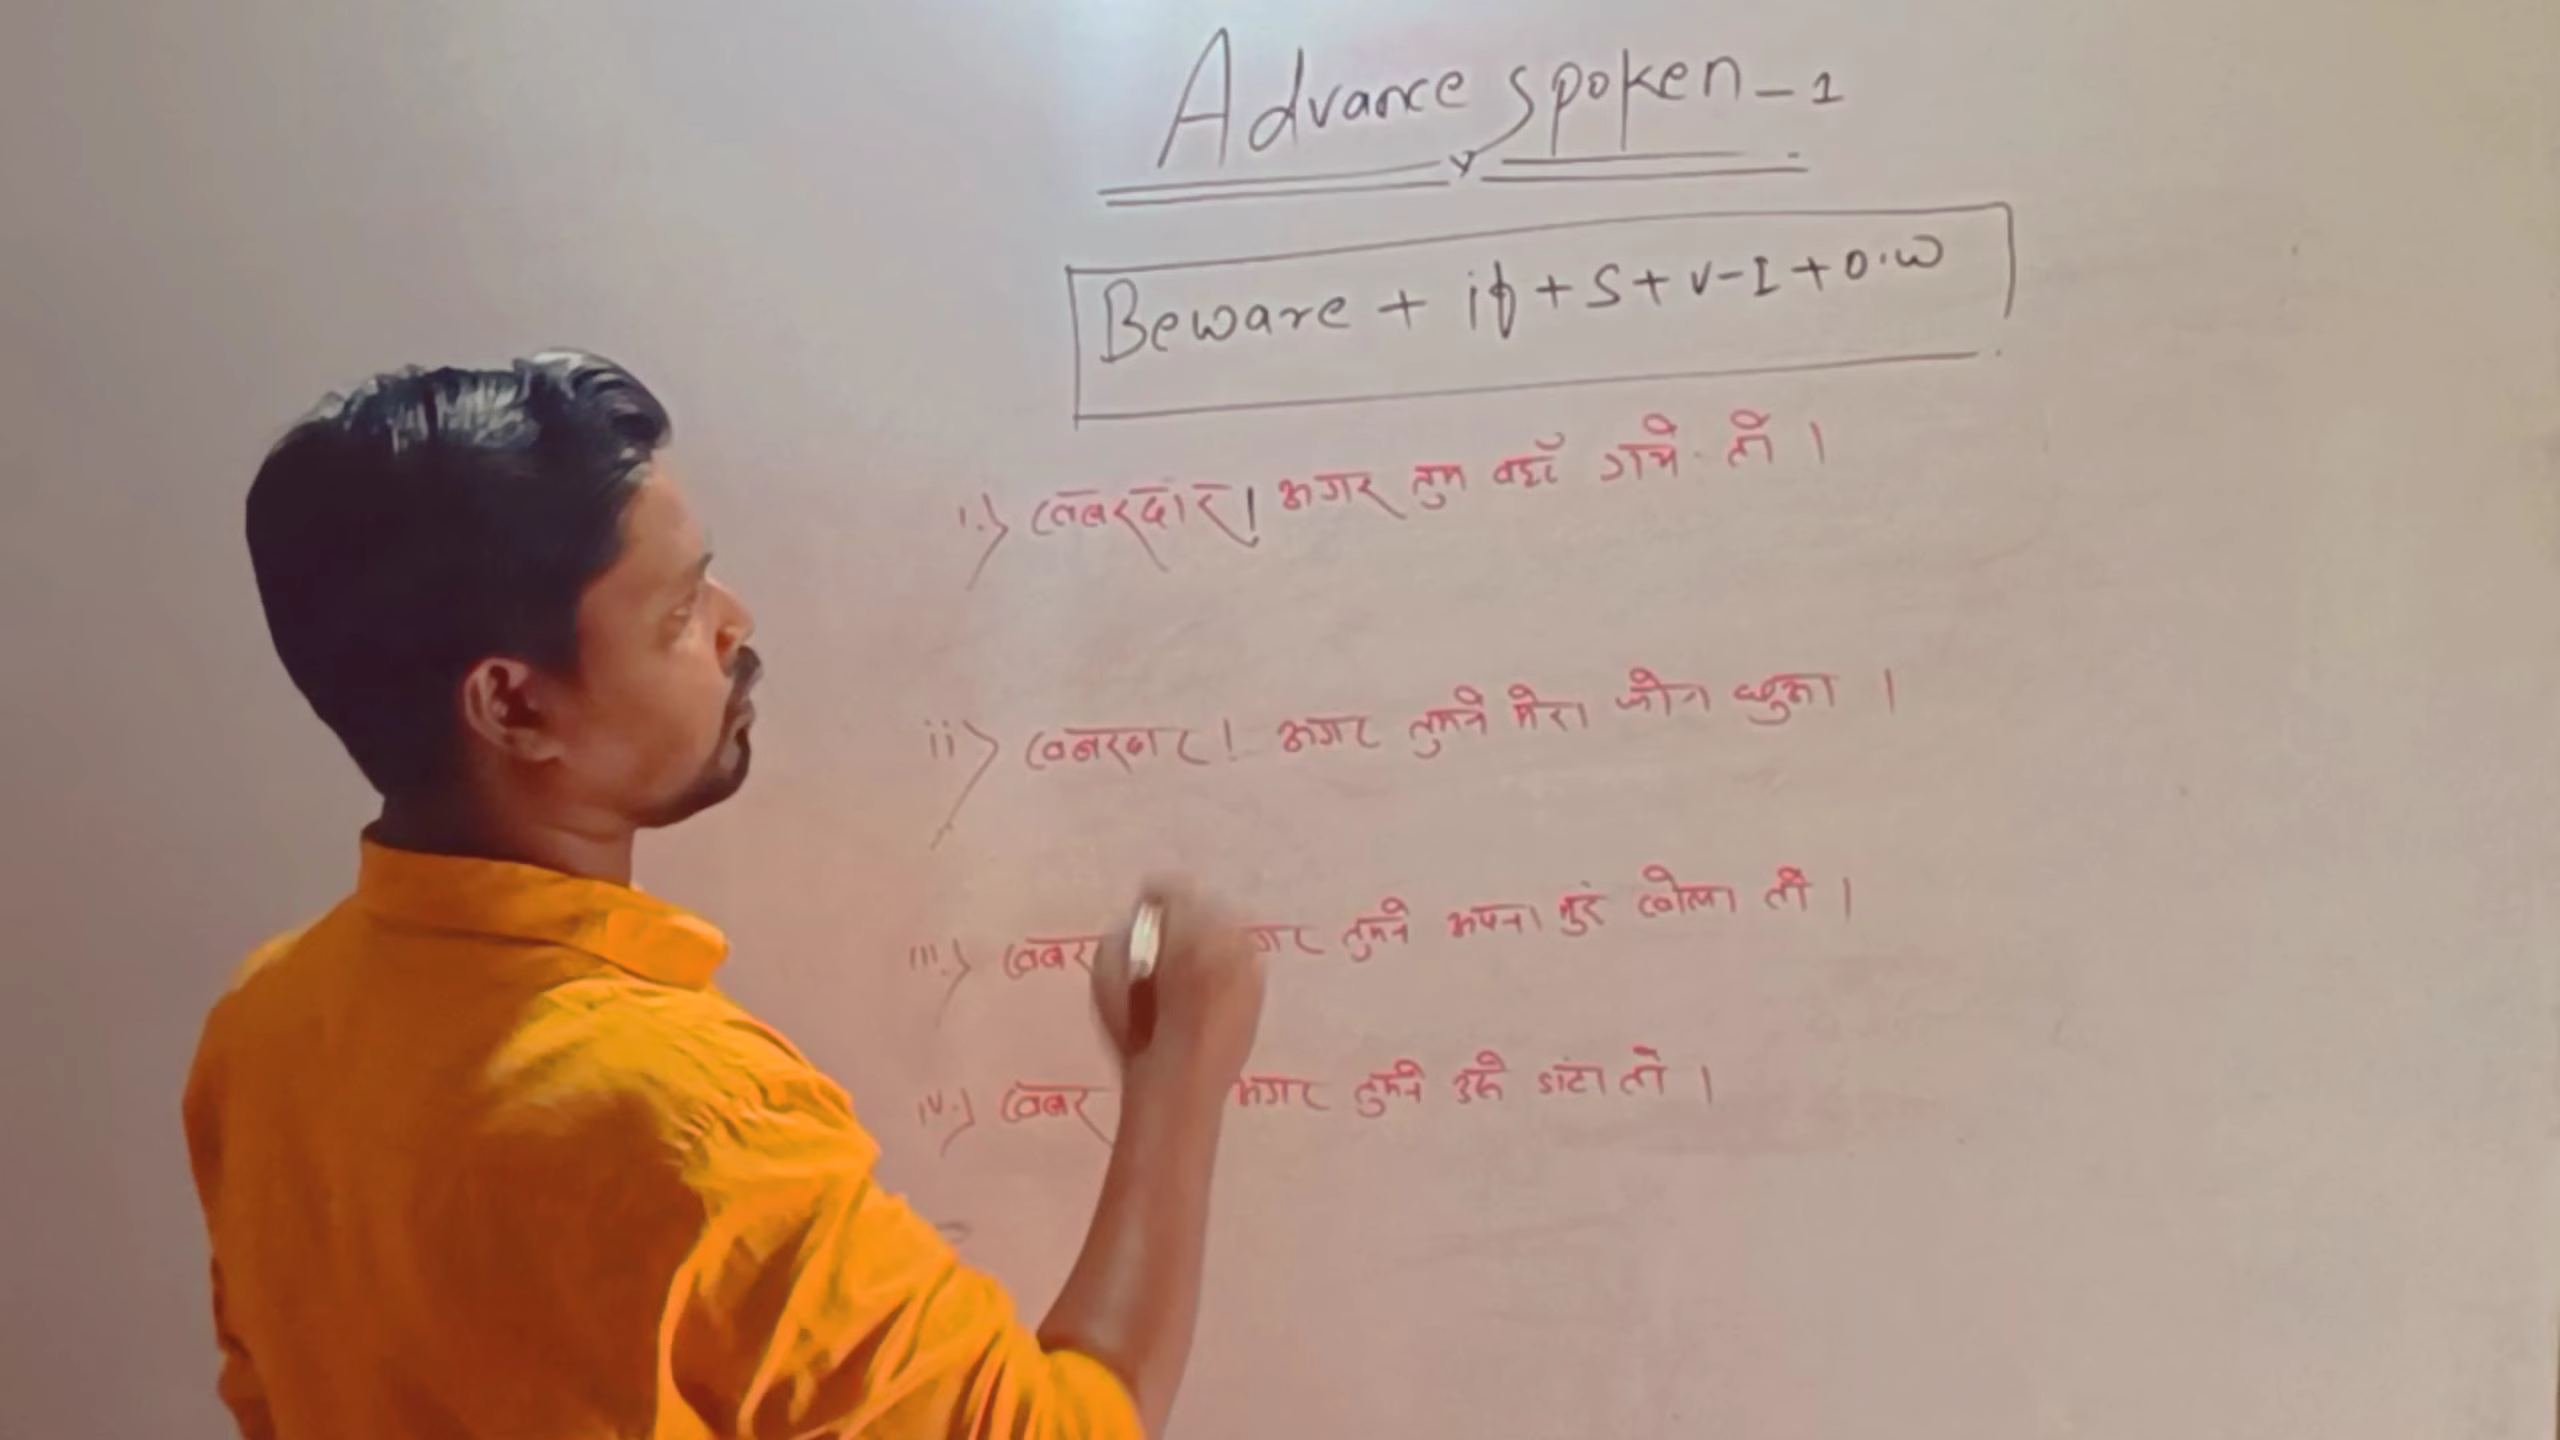 Advance spoken-1
Beware + if + S + V-I + O.W
i.) खबरदार! अगर तुम वहाँ गये तो।
ii) खबरदार! अगर तुमने मेरा फोन छुआ।
iii.) खबर गर तुमने अपना मुहं खोला तो।
iv.) खबर अगर तुमने उसे डांटा तो।